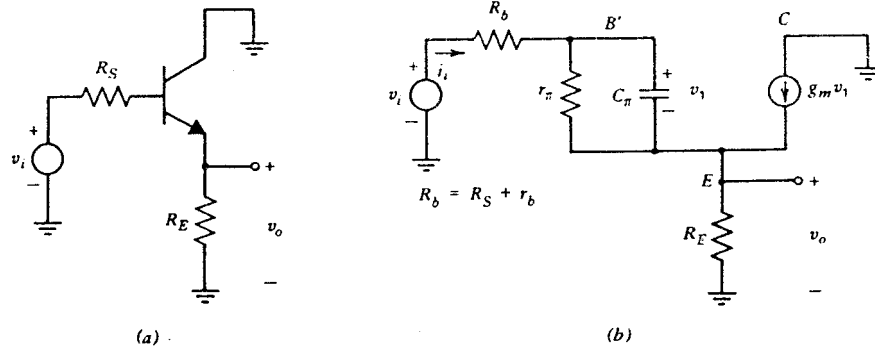 R_S
+
v_i
−
+
R_E
v_o
−
(a)
R_b
B'
C
+
i_i
v_i
−
r_π
C_π
+
v_1
−
g_m v_1
R_b = R_S + r_b
E
+
R_E
v_o
−
(b)